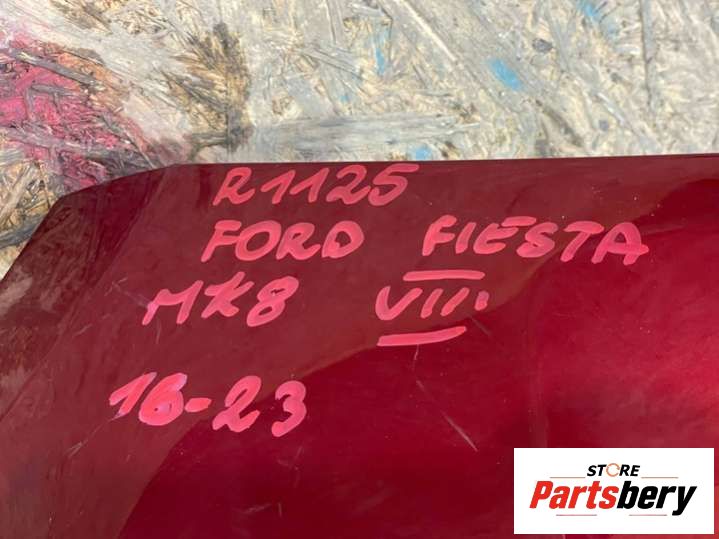 R1125
FORD FIESTA
MK8 VIII
16-23
STORE
Partsbery